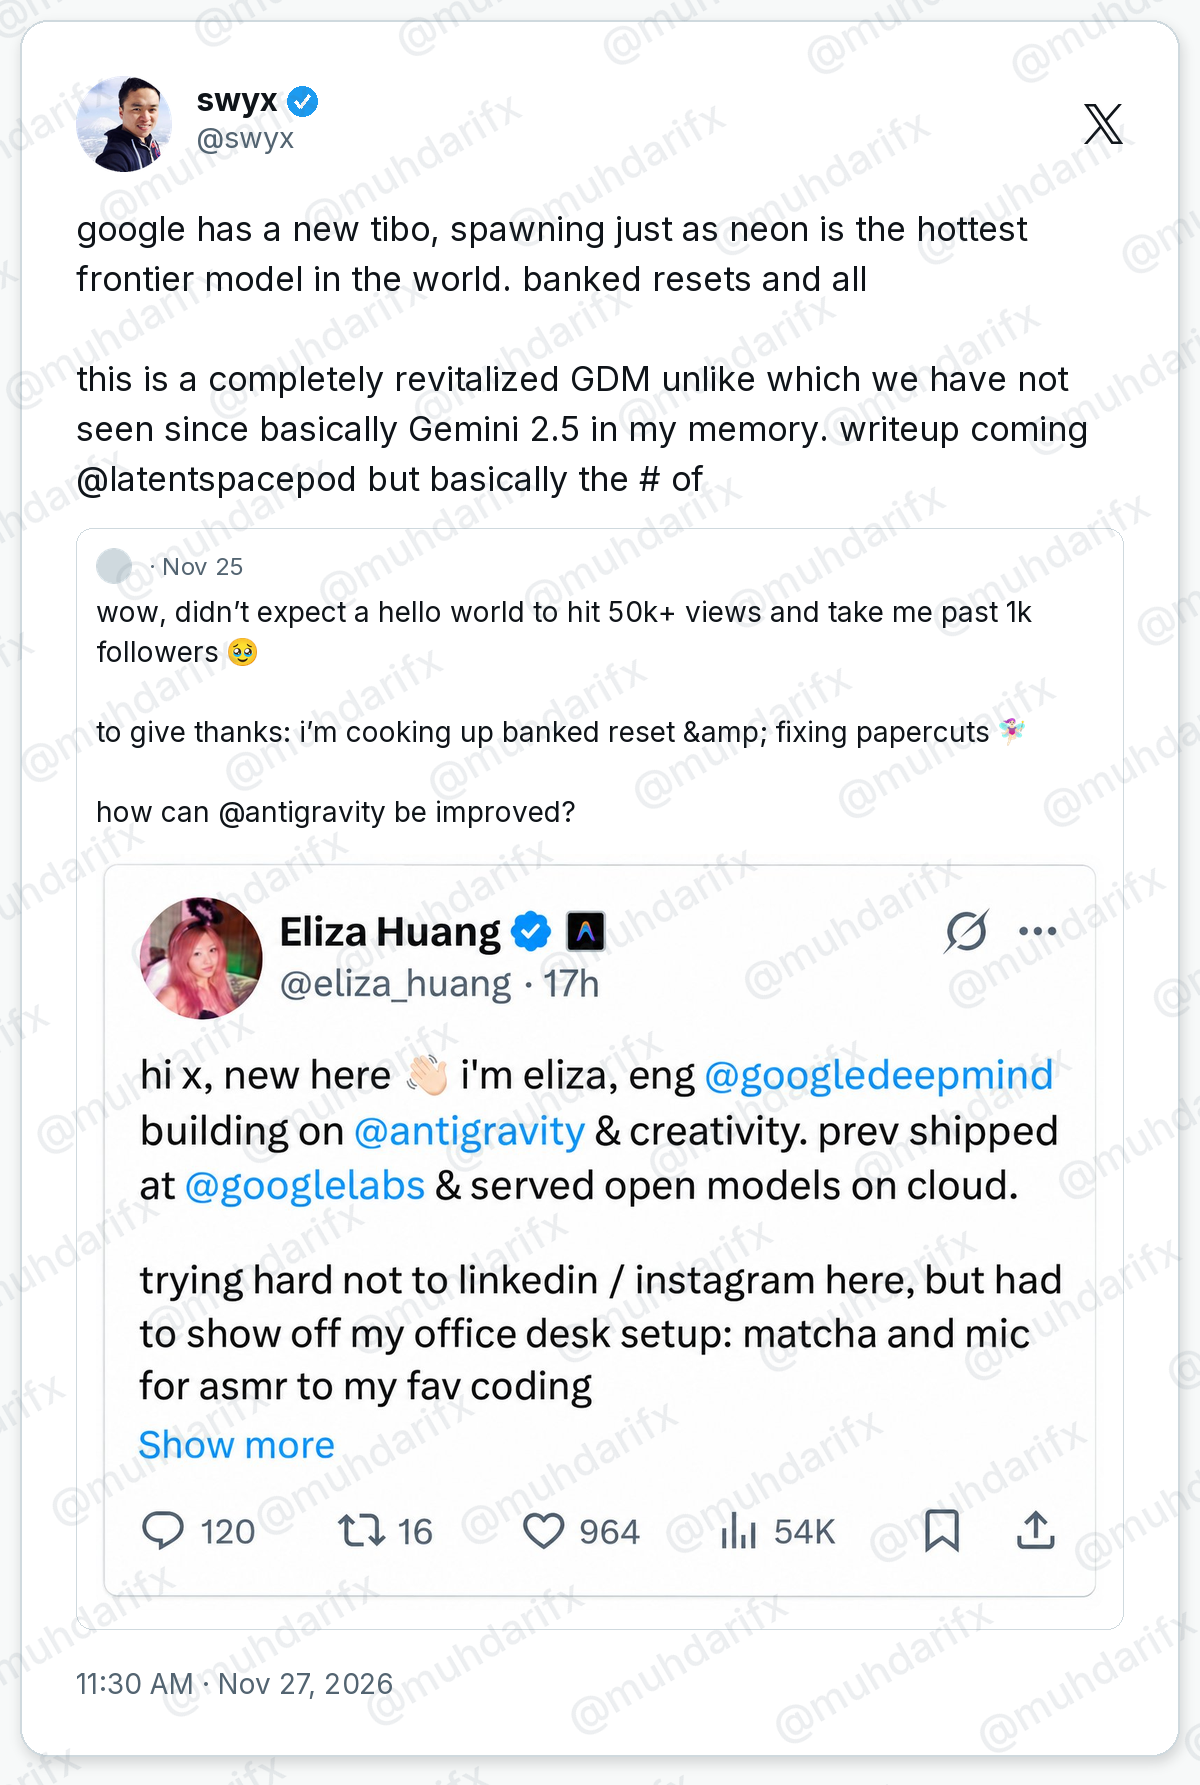 swyx
@swyx
google has a new tibo, spawning just as neon is the hottest
frontier model in the world. banked resets and all
this is a completely revitalized GDM unlike which we have not
seen since basically Gemini 2.5 in my memory. writeup coming
@latentspacepod but basically the # of
· Nov 25
wow, didn’t expect a hello world to hit 50k+ views and take me past 1k
followers 🥹
to give thanks: i’m cooking up banked reset &amp; fixing papercuts 🧚🏻‍♀️
how can @antigravity be improved?
Eliza Huang
@eliza_huang · 17h
hi x, new here 👋🏻 i'm eliza, eng @googledeepmind
building on @antigravity & creativity. prev shipped
at @googlelabs & served open models on cloud.
trying hard not to linkedin / instagram here, but had
to show off my office desk setup: matcha and mic
for asmr to my fav coding
Show more
120 16 964 54K
11:30 AM · Nov 27, 2026
@muhdarifx